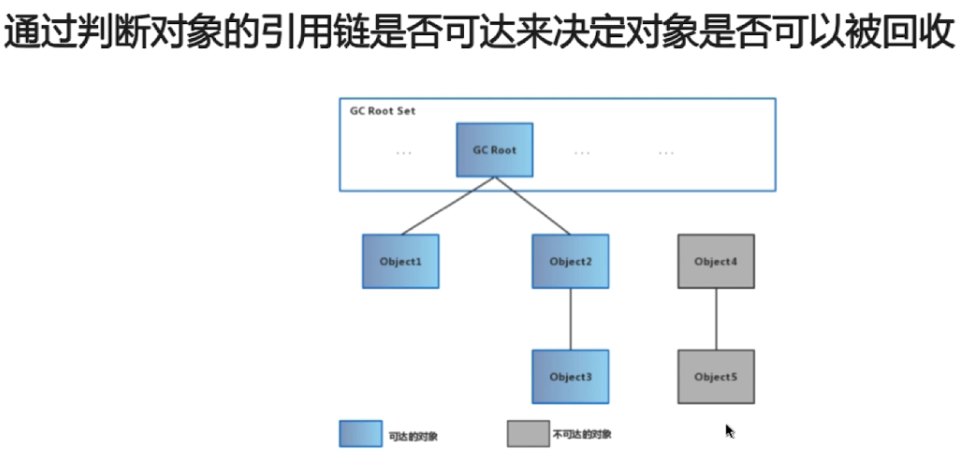 通过判断对象的引用链是否可达来决定对象是否可以被回收
GC Root Set
...
GC Root
...
...
Object1
Object2
Object4
Object3
Object5
可达的对象
不可达的对象